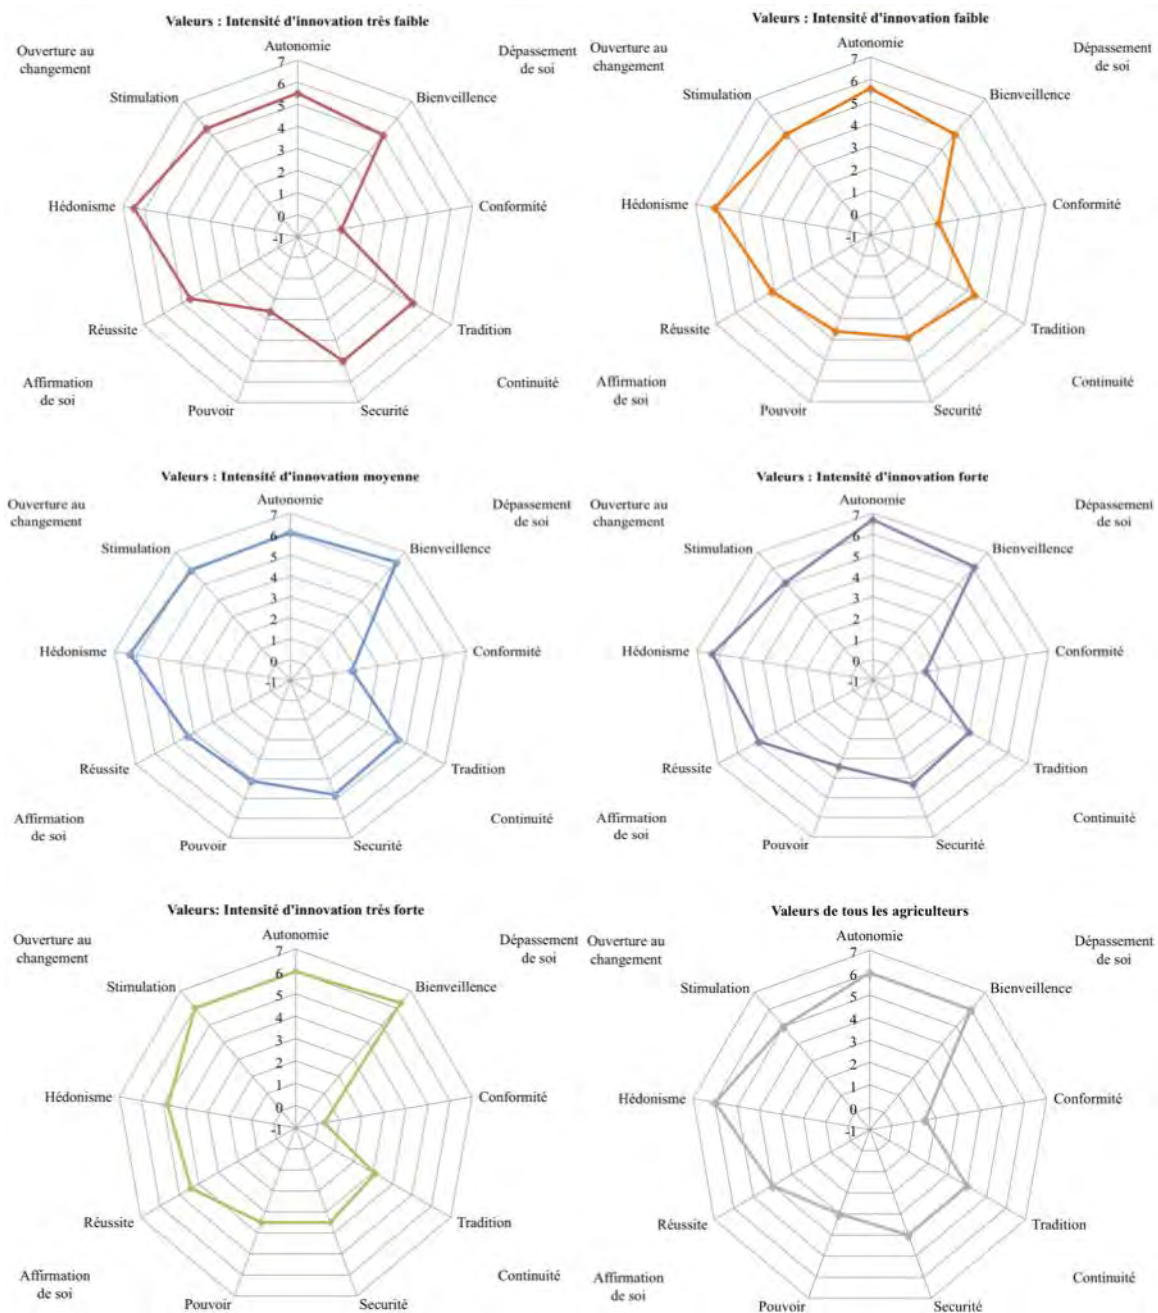 Valeurs : Intensité d'innovation très faible
Ouverture au
changement
Autonomie
Dépassement
de soi
Stimulation
Bienveillence
Hédonisme
Conformité
Réussite
Tradition
Affirmation
de soi
Continuité
Pouvoir
Securité
7
6
5
4
3
2
1
0
-1
Valeurs : Intensité d'innovation faible
Ouverture au
changement
Autonomie
Dépassement
de soi
Stimulation
Bienveillence
Hédonisme
Conformité
Réussite
Tradition
Affirmation
de soi
Continuité
Pouvoir
Securité
7
6
5
4
3
2
1
0
-1
Valeurs : Intensité d'innovation moyenne
Ouverture au
changement
Autonomie
Dépassement
de soi
Stimulation
Bienveillence
Hédonisme
Conformité
Réussite
Tradition
Affirmation
de soi
Continuité
Pouvoir
Securité
7
6
5
4
3
2
1
0
-1
Valeurs : Intensité d'innovation forte
Ouverture au
changement
Autonomie
Dépassement
de soi
Stimulation
Bienveillence
Hédonisme
Conformité
Réussite
Tradition
Affirmation
de soi
Continuité
Pouvoir
Securité
7
6
5
4
3
2
1
0
-1
Valeurs: Intensité d'innovation très forte
Ouverture au
changement
Autonomie
Dépassement
de soi
Stimulation
Bienveillence
Hédonisme
Conformité
Réussite
Tradition
Affirmation
de soi
Continuité
Pouvoir
Securité
7
6
5
4
3
2
1
0
-1
Valeurs de tous les agriculteurs
Ouverture au
changement
Autonomie
Dépassement
de soi
Stimulation
Bienveillence
Hédonisme
Conformité
Réussite
Tradition
Affirmation
de soi
Continuité
Pouvoir
Securité
7
6
5
4
3
2
1
0
-1